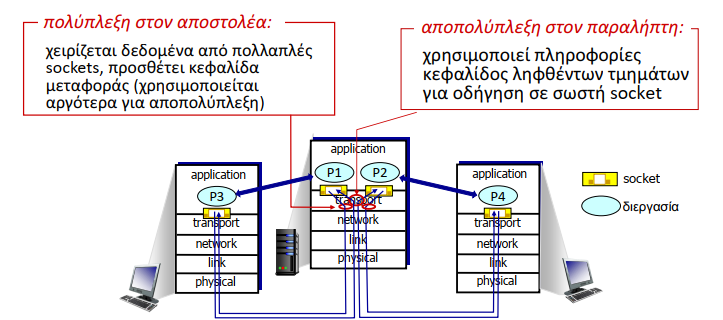 πολύπλεξη στον αποστολέα:
χειρίζεται δεδομένα από πολλαπλές
sockets, προσθέτει κεφαλίδα
μεταφοράς (χρησιμοποιείται
αργότερα για αποπολύπλεξη)
αποπολύπλεξη στον παραλήπτη:
χρησιμοποιεί πληροφορίες
κεφαλίδος ληφθέντων τμημάτων
για οδήγηση σε σωστή socket
application
P3
transport
network
link
physical
application
P1 P2
transport
network
link
physical
application
P4
transport
network
link
physical
socket
διεργασία